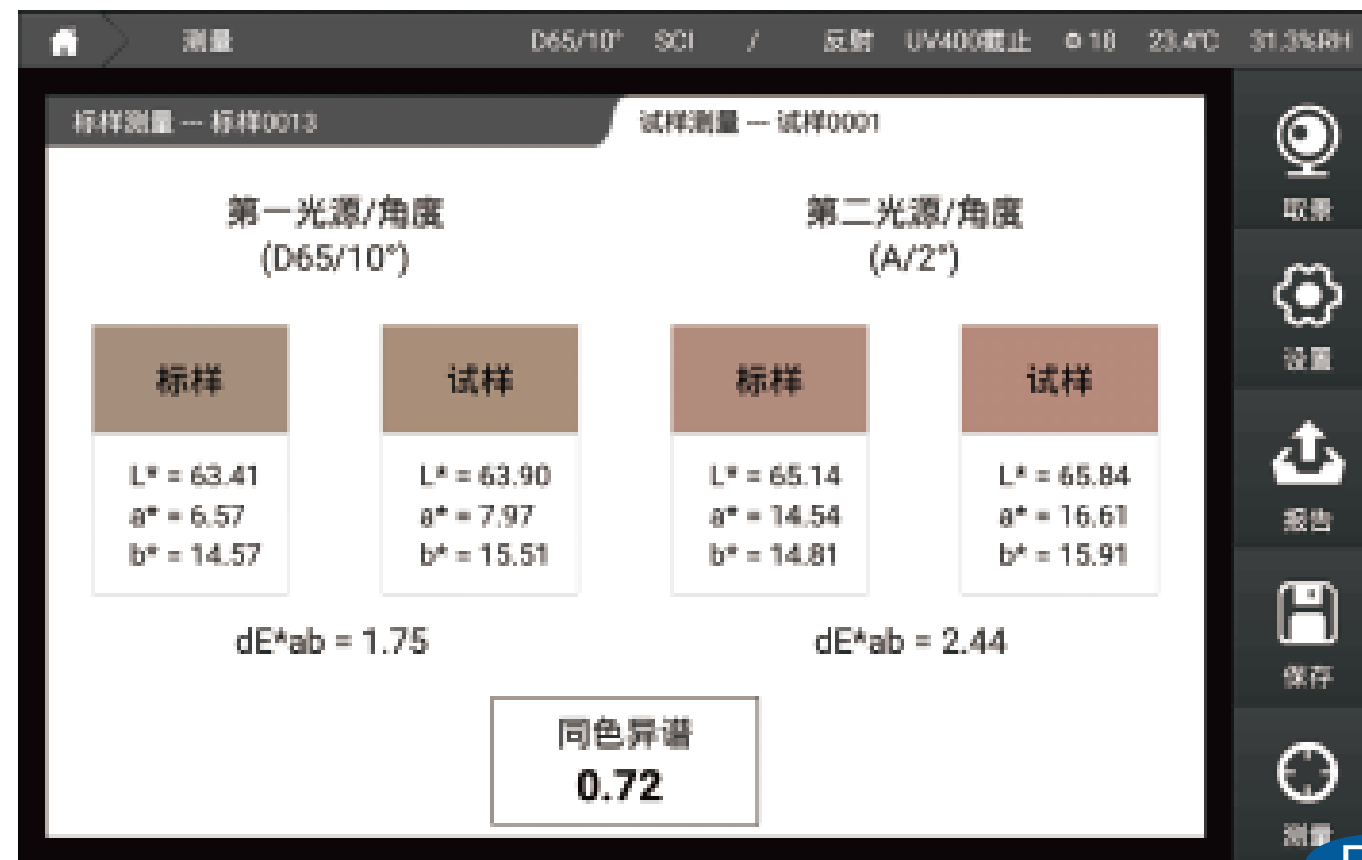 测量 D65/10° SCI / 反射 UV400截止 18 23.4℃ 31.3%RH
标样测量 --- 标样0013 试样测量 --- 试样0001
第一光源/角度 第二光源/角度
(D65/10°) (A/2°)
标样 试样 标样 试样
L* = 63.41 L* = 63.90 L* = 65.14 L* = 65.84
a* = 6.57 a* = 7.97 a* = 14.54 a* = 16.61
b* = 14.57 b* = 15.51 b* = 14.81 b* = 15.91
dE*ab = 1.75 dE*ab = 2.44
同色异谱
0.72
取景
设置
报告
保存
测量